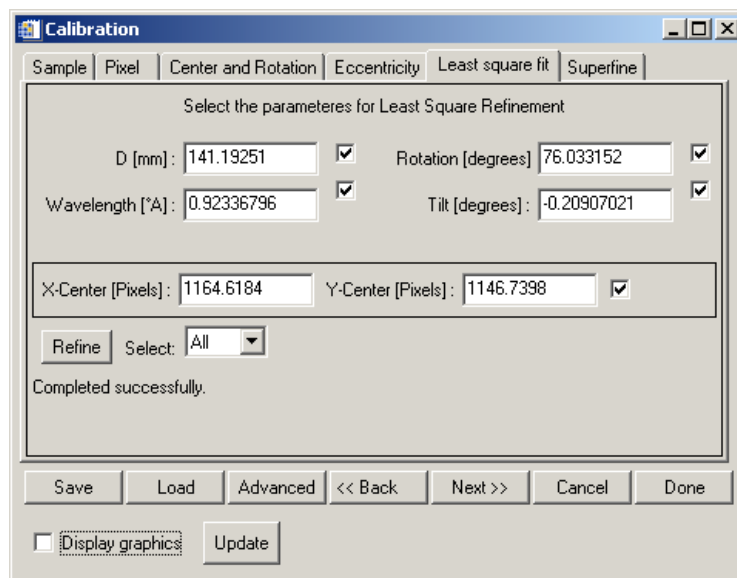 Calibration
Sample Pixel Center and Rotation Eccentricity Least square fit Superfine
Select the parameteres for Least Square Refinement
D [mm] : 141.19251 Rotation [degrees] 76.033152
Wavelength [°A] : 0.92336796 Tilt [degrees] : -0.20907021
X-Center [Pixels] : 1164.6184 Y-Center [Pixels] : 1146.7398
Refine Select: All
Completed successfully.
Save Load Advanced << Back Next >> Cancel Done
Display graphics Update